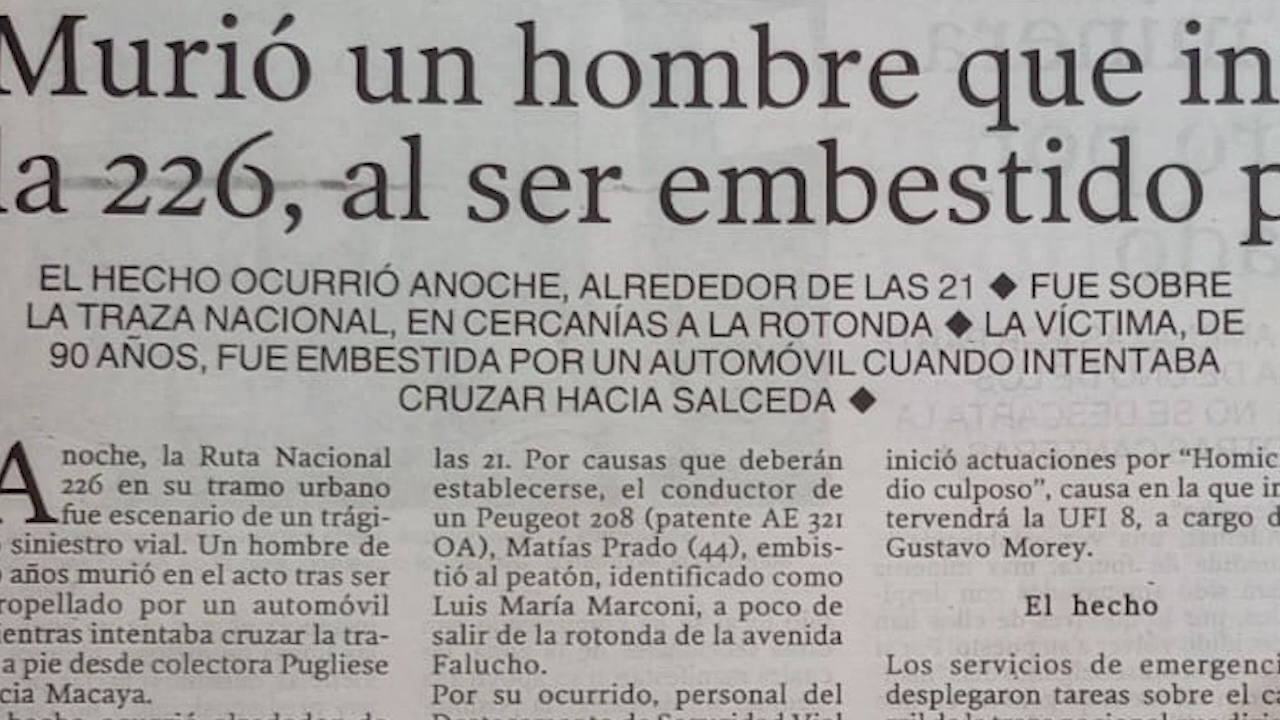 Murió un hombre que in
la 226, al ser embestido p
EL HECHO OCURRIÓ ANOCHE, ALREDEDOR DE LAS 21 ◆ FUE SOBRE
LA TRAZA NACIONAL, EN CERCANÍAS A LA ROTONDA ◆ LA VÍCTIMA, DE
90 AÑOS, FUE EMBESTIDA POR UN AUTOMÓVIL CUANDO INTENTABA
CRUZAR HACIA SALCEDA ◆
Anoche, la Ruta Nacional
226 en su tramo urbano
fue escenario de un trági-
siniestro vial. Un hombre de
años murió en el acto tras ser
ropellado por un automóvil
ientras intentaba cruzar la tra-
a pie desde colectora Pugliese
cia Macaya.
las 21. Por causas que deberán
establecerse, el conductor de
un Peugeot 208 (patente AE 321
OA), Matías Prado (44), embis-
tió al peatón, identificado como
Luis María Marconi, a poco de
salir de la rotonda de la avenida
Falucho.
Por su ocurrido, personal del
inició actuaciones por “Homic
dio culposo”, causa en la que in
tervendrá la UFI 8, a cargo d
Gustavo Morey.
El hecho
Los servicios de emergenci
desplegaron tareas sobre el c